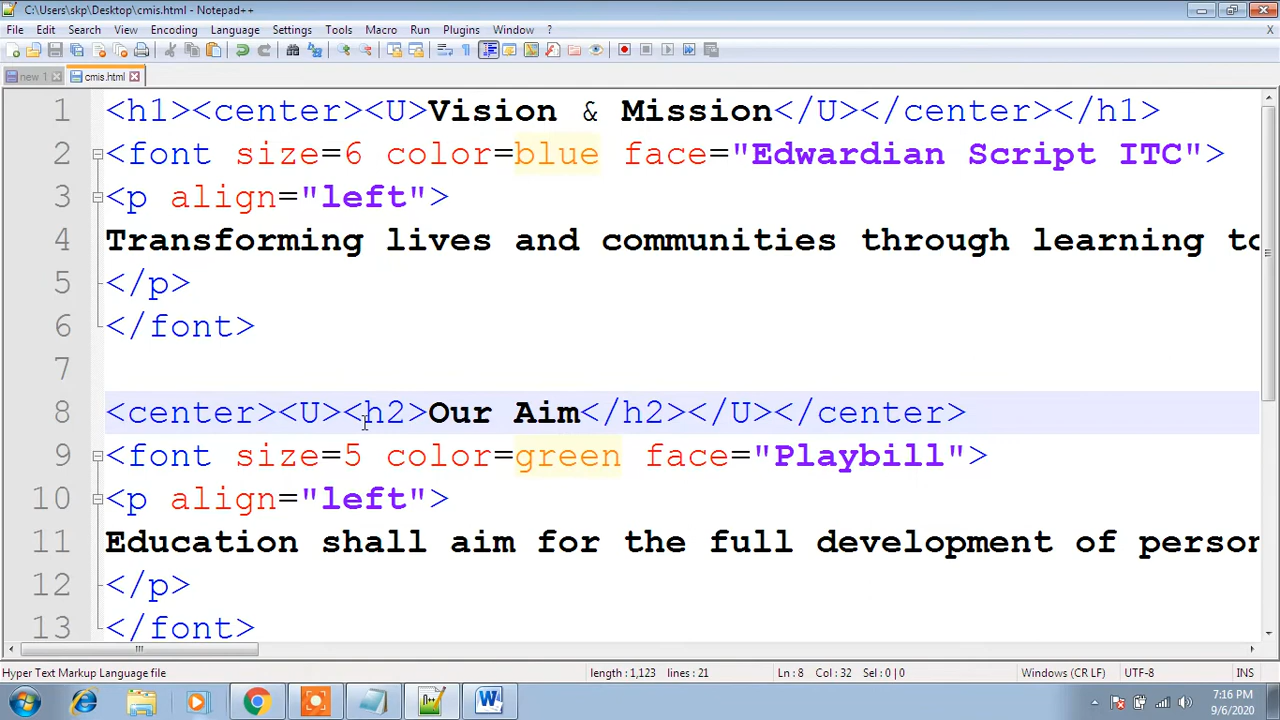 C:\Users\skp\Desktop\cmis.html - Notepad++
File Edit Search View Encoding Language Settings Tools Macro Run Plugins Window ? X
new 1 cmis.html
1 <h1><center><U>Vision & Mission</U></center></h1>
2 <font size=6 color=blue face="Edwardian Script ITC">
3 <p align="left">
4 Transforming lives and communities through learning to
5 </p>
6 </font>
7
8 <center><U><h2>Our Aim</h2></U></center>
9 <font size=5 color=green face="Playbill">
10 <p align="left">
11 Education shall aim for the full development of person
12 </p>
13 </font>
Hyper Text Markup Language file length : 1,123 lines : 21 Ln : 8 Col : 32 Sel : 0 | 0 Windows (CR LF) UTF-8 INS
7:16 PM
9/6/2020